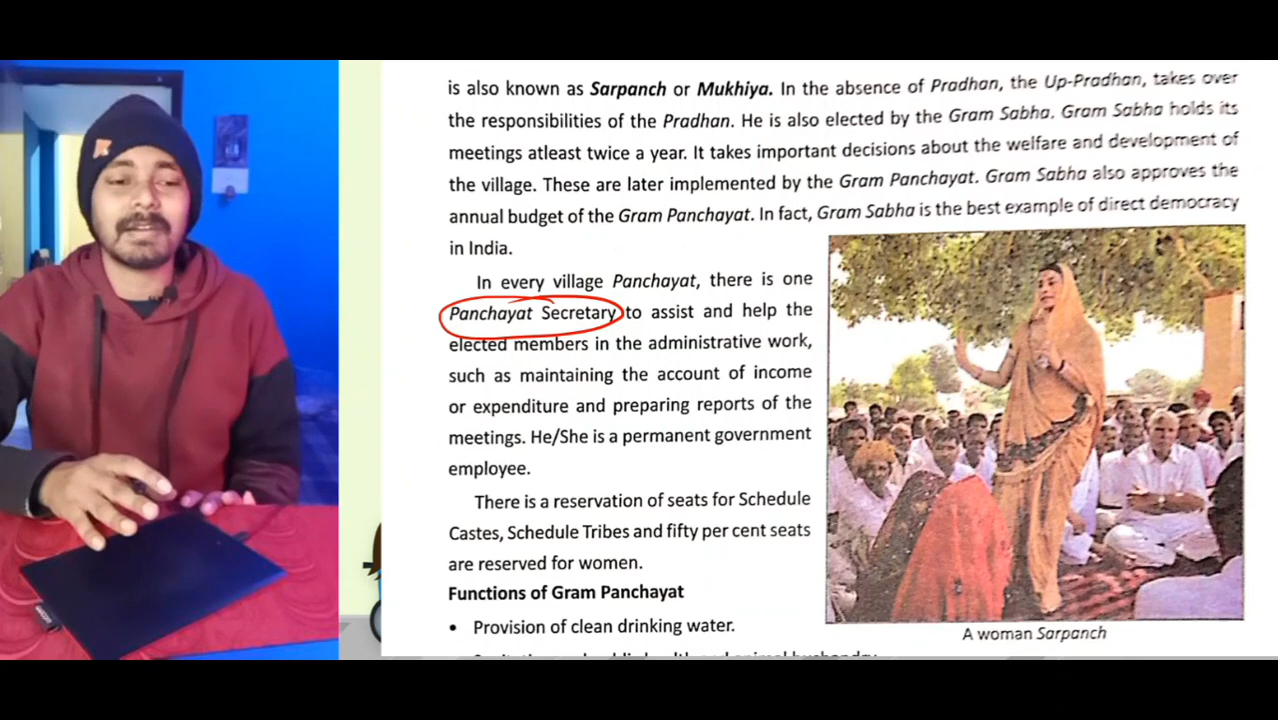 is also known as Sarpanch or Mukhiya. In the absence of Pradhan, the Up-Pradhan, takes over
the responsibilities of the Pradhan. He is also elected by the Gram Sabha. Gram Sabha holds its
meetings atleast twice a year. It takes important decisions about the welfare and development of
the village. These are later implemented by the Gram Panchayat. Gram Sabha also approves the
annual budget of the Gram Panchayat. In fact, Gram Sabha is the best example of direct democracy
in India.
In every village Panchayat, there is one
Panchayat Secretary to assist and help the
elected members in the administrative work,
such as maintaining the account of income
or expenditure and preparing reports of the
meetings. He/She is a permanent government
employee.
There is a reservation of seats for Schedule
Castes, Schedule Tribes and fifty per cent seats
are reserved for women.
Functions of Gram Panchayat
• Provision of clean drinking water.
A woman Sarpanch